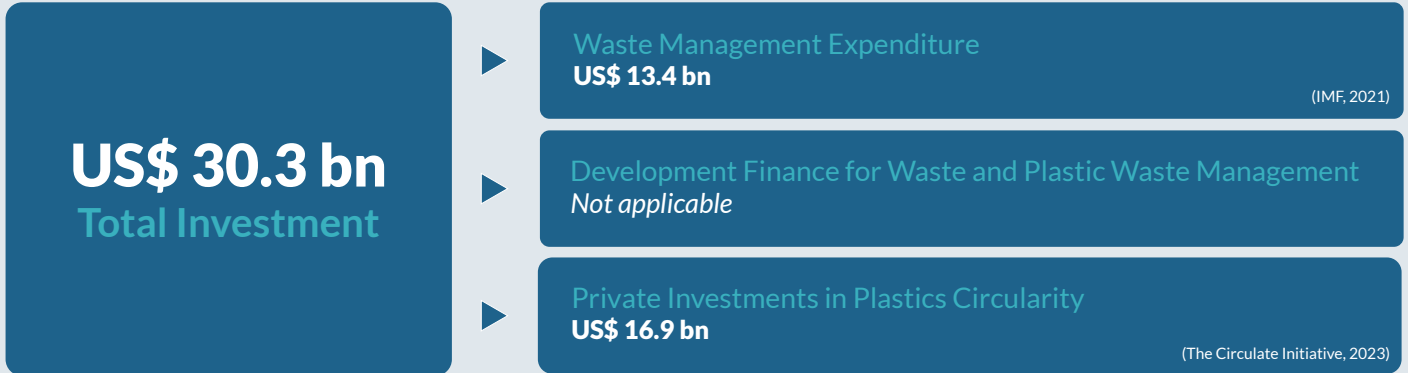 US$ 30.3 bn
Total Investment
Waste Management Expenditure
US$ 13.4 bn
(IMF, 2021)
Development Finance for Waste and Plastic Waste Management
Not applicable
Private Investments in Plastics Circularity
US$ 16.9 bn
(The Circulate Initiative, 2023)